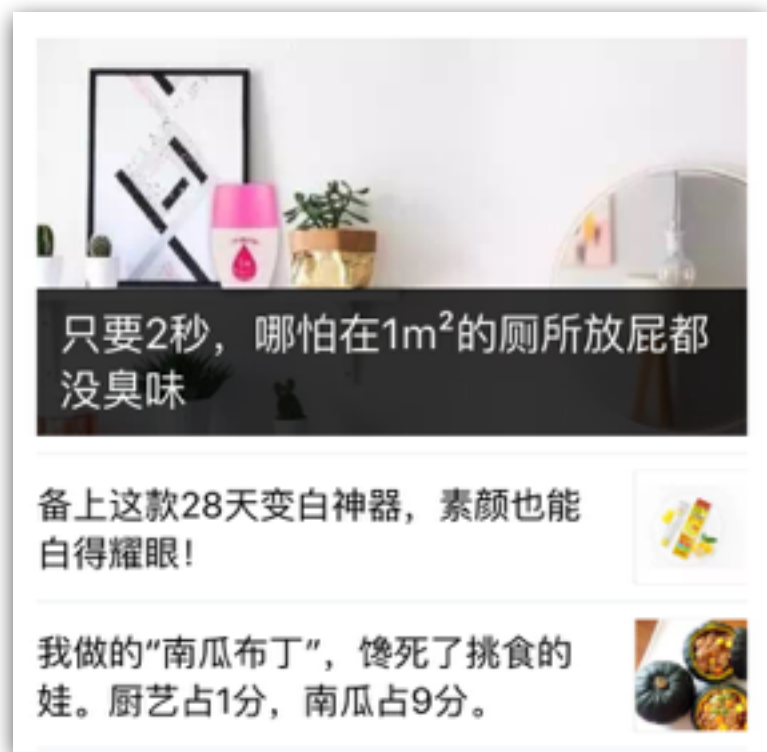 只要2秒，哪怕在1m²的厕所放屁都
没臭味
备上这款28天变白神器，素颜也能
白得耀眼！
我做的“南瓜布丁”，馋死了挑食的
娃。厨艺占1分，南瓜占9分。